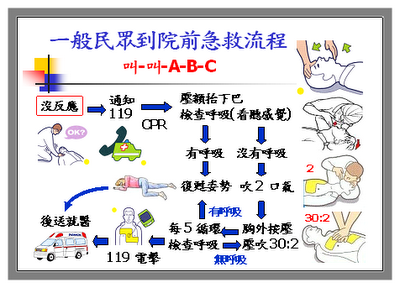 一般民眾到院前急救流程
叫-叫-A-B-C
沒反應
通知
119
CPR
壓額抬下巴
檢查呼吸(看聽感覺)
OK?
有呼吸
沒有呼吸
復甦姿勢
吹2口氣
2
後送就醫
有呼吸
每5循環
檢查呼吸
胸外按壓
壓吹30:2
無呼吸
119電擊
30:2